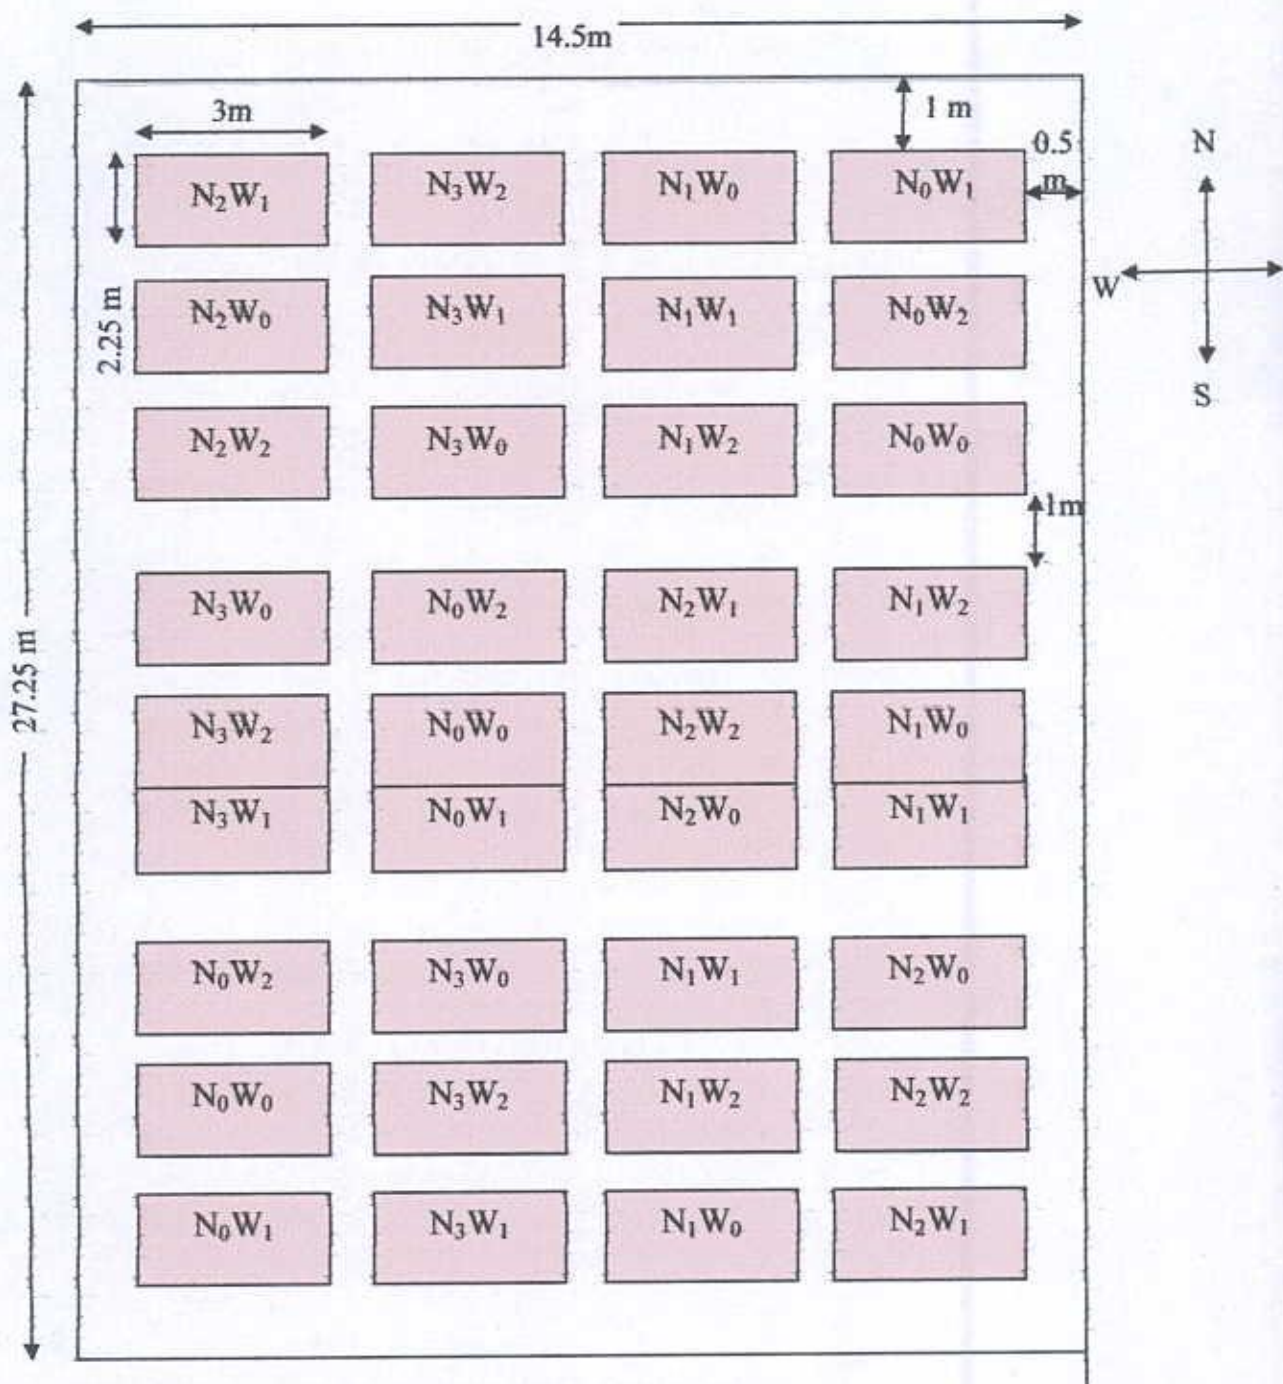 14.5m
3m
1 m
0.5
m
N
N₂W₁ N₃W₂ N₁W₀ N₀W₁
W
2.25 m
N₂W₀ N₃W₁ N₁W₁ N₀W₂
S
N₂W₂ N₃W₀ N₁W₂ N₀W₀
1m
N₃W₀ N₀W₂ N₂W₁ N₁W₂
27.25 m
N₃W₂ N₀W₀ N₂W₂ N₁W₀
N₃W₁ N₀W₁ N₂W₀ N₁W₁
N₀W₂ N₃W₀ N₁W₁ N₂W₀
N₀W₀ N₃W₂ N₁W₂ N₂W₂
N₀W₁ N₃W₁ N₁W₀ N₂W₁